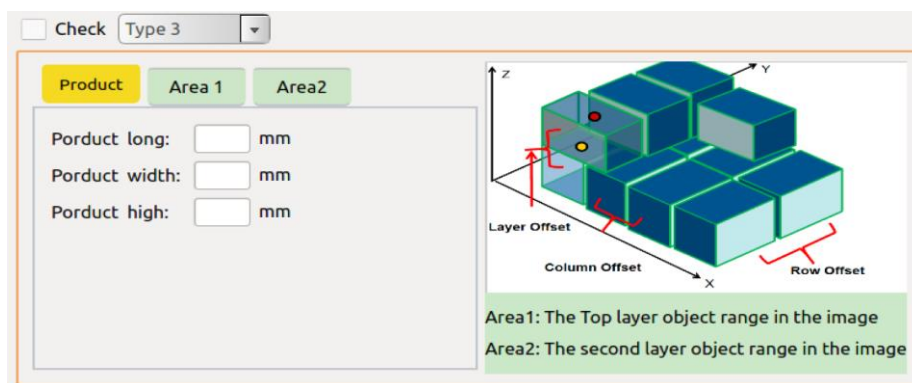 Check Type 3
Product Area 1 Area2
Porduct long: mm
Porduct width: mm
Porduct high: mm
Z
Y
Layer Offset
Column Offset
X
Row Offset
Area1: The Top layer object range in the image
Area2: The second layer object range in the image